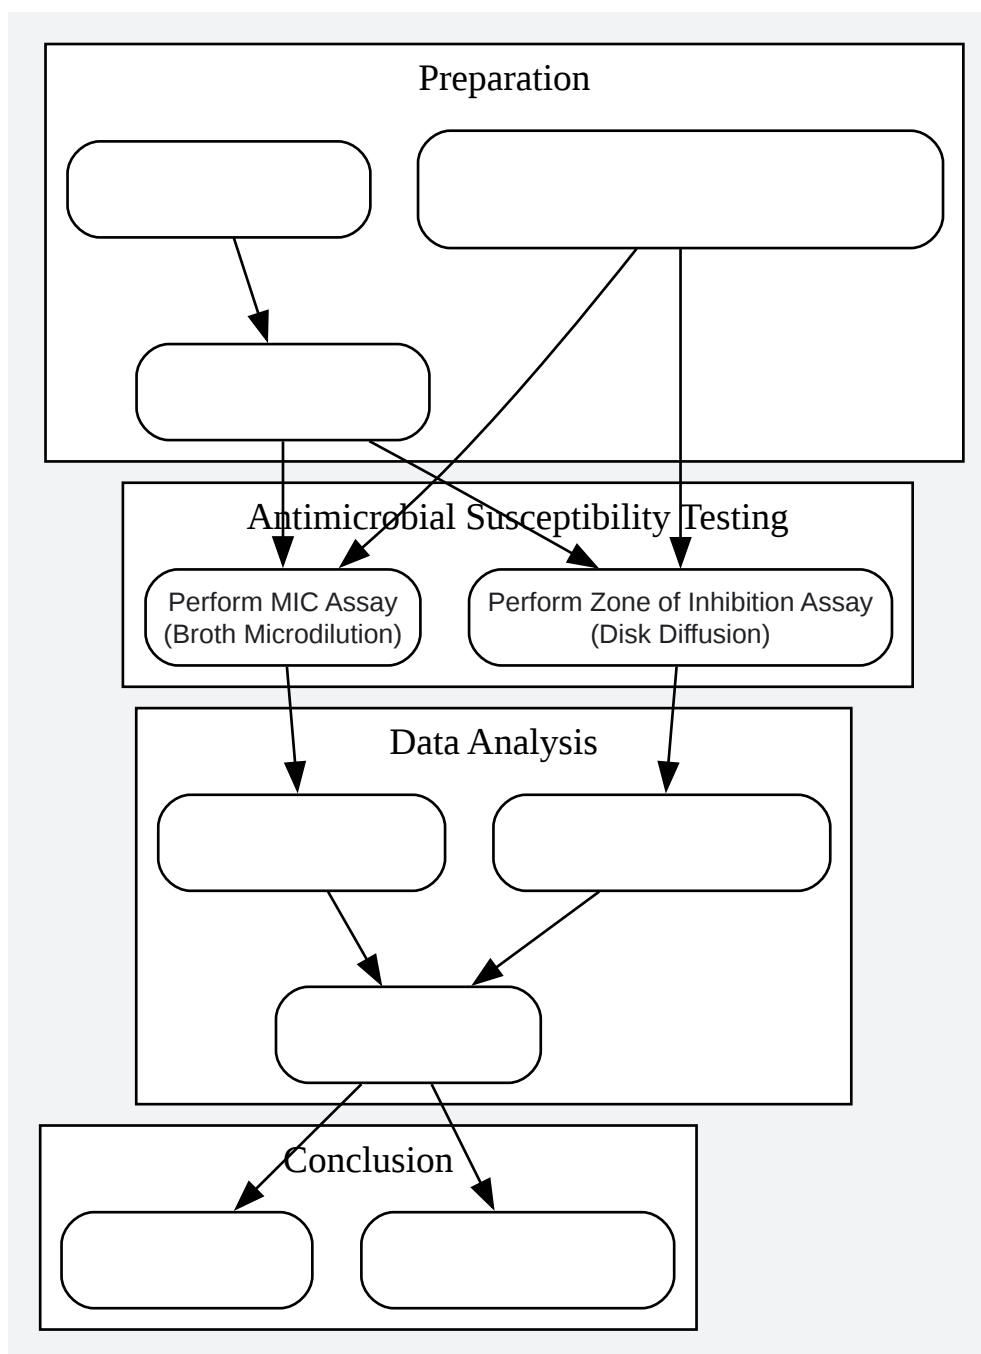 Preparation
Antimicrobial Susceptibility Testing
Perform MIC Assay
(Broth Microdilution)
Perform Zone of Inhibition Assay
(Disk Diffusion)
Data Analysis
Conclusion